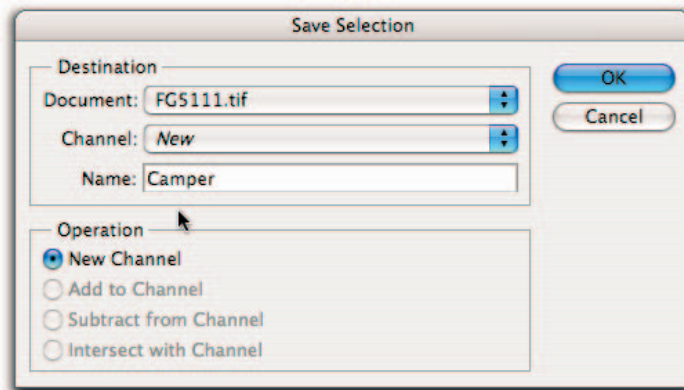 Save Selection
Destination
Document: FG5111.tif
Channel: New
Name: Camper
OK
Cancel
Operation
New Channel
Add to Channel
Subtract from Channel
Intersect with Channel